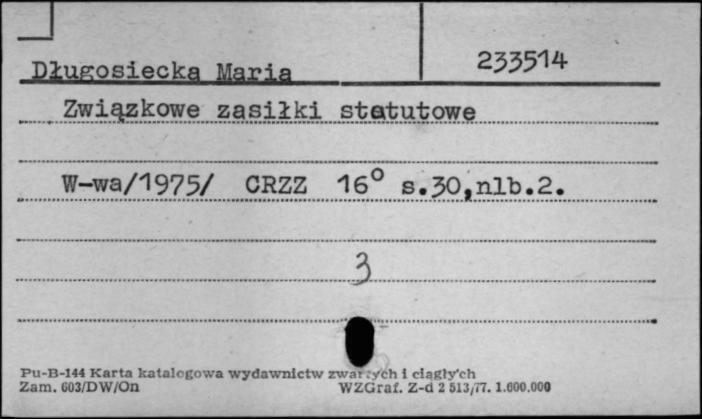 233514
Długosiecka Maria
Związkowe zasiłki statutowe
W-wa/1975/ CRZZ 16° s.30,nlb.2.
3
Pu-B-144 Karta katalogowa wydawnictw zwartych i ciągłych
Zam. 603/DW/On WZGraf. Z-d 2 513/77. 1.600.000